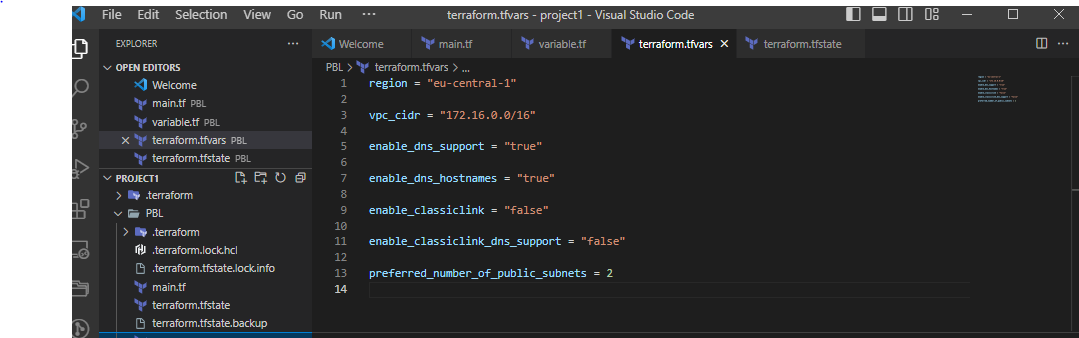 File Edit Selection View Go Run ··· terraform.tfvars - project1 - Visual Studio Code
EXPLORER ···
OPEN EDITORS
Welcome
main.tf PBL
variable.tf PBL
terraform.tfvars PBL
terraform.tfstate PBL
PROJECT1
.terraform
PBL
.terraform
.terraform.lock.hcl
.terraform.tfstate.lock.info
main.tf
terraform.tfstate
terraform.tfstate.backup
Welcome main.tf variable.tf terraform.tfvars terraform.tfstate
PBL > terraform.tfvars > ...
1 region = "eu-central-1"
2
3 vpc_cidr = "172.16.0.0/16"
4
5 enable_dns_support = "true"
6
7 enable_dns_hostnames = "true"
8
9 enable_classiclink = "false"
10
11 enable_classiclink_dns_support = "false"
12
13 preferred_number_of_public_subnets = 2
14